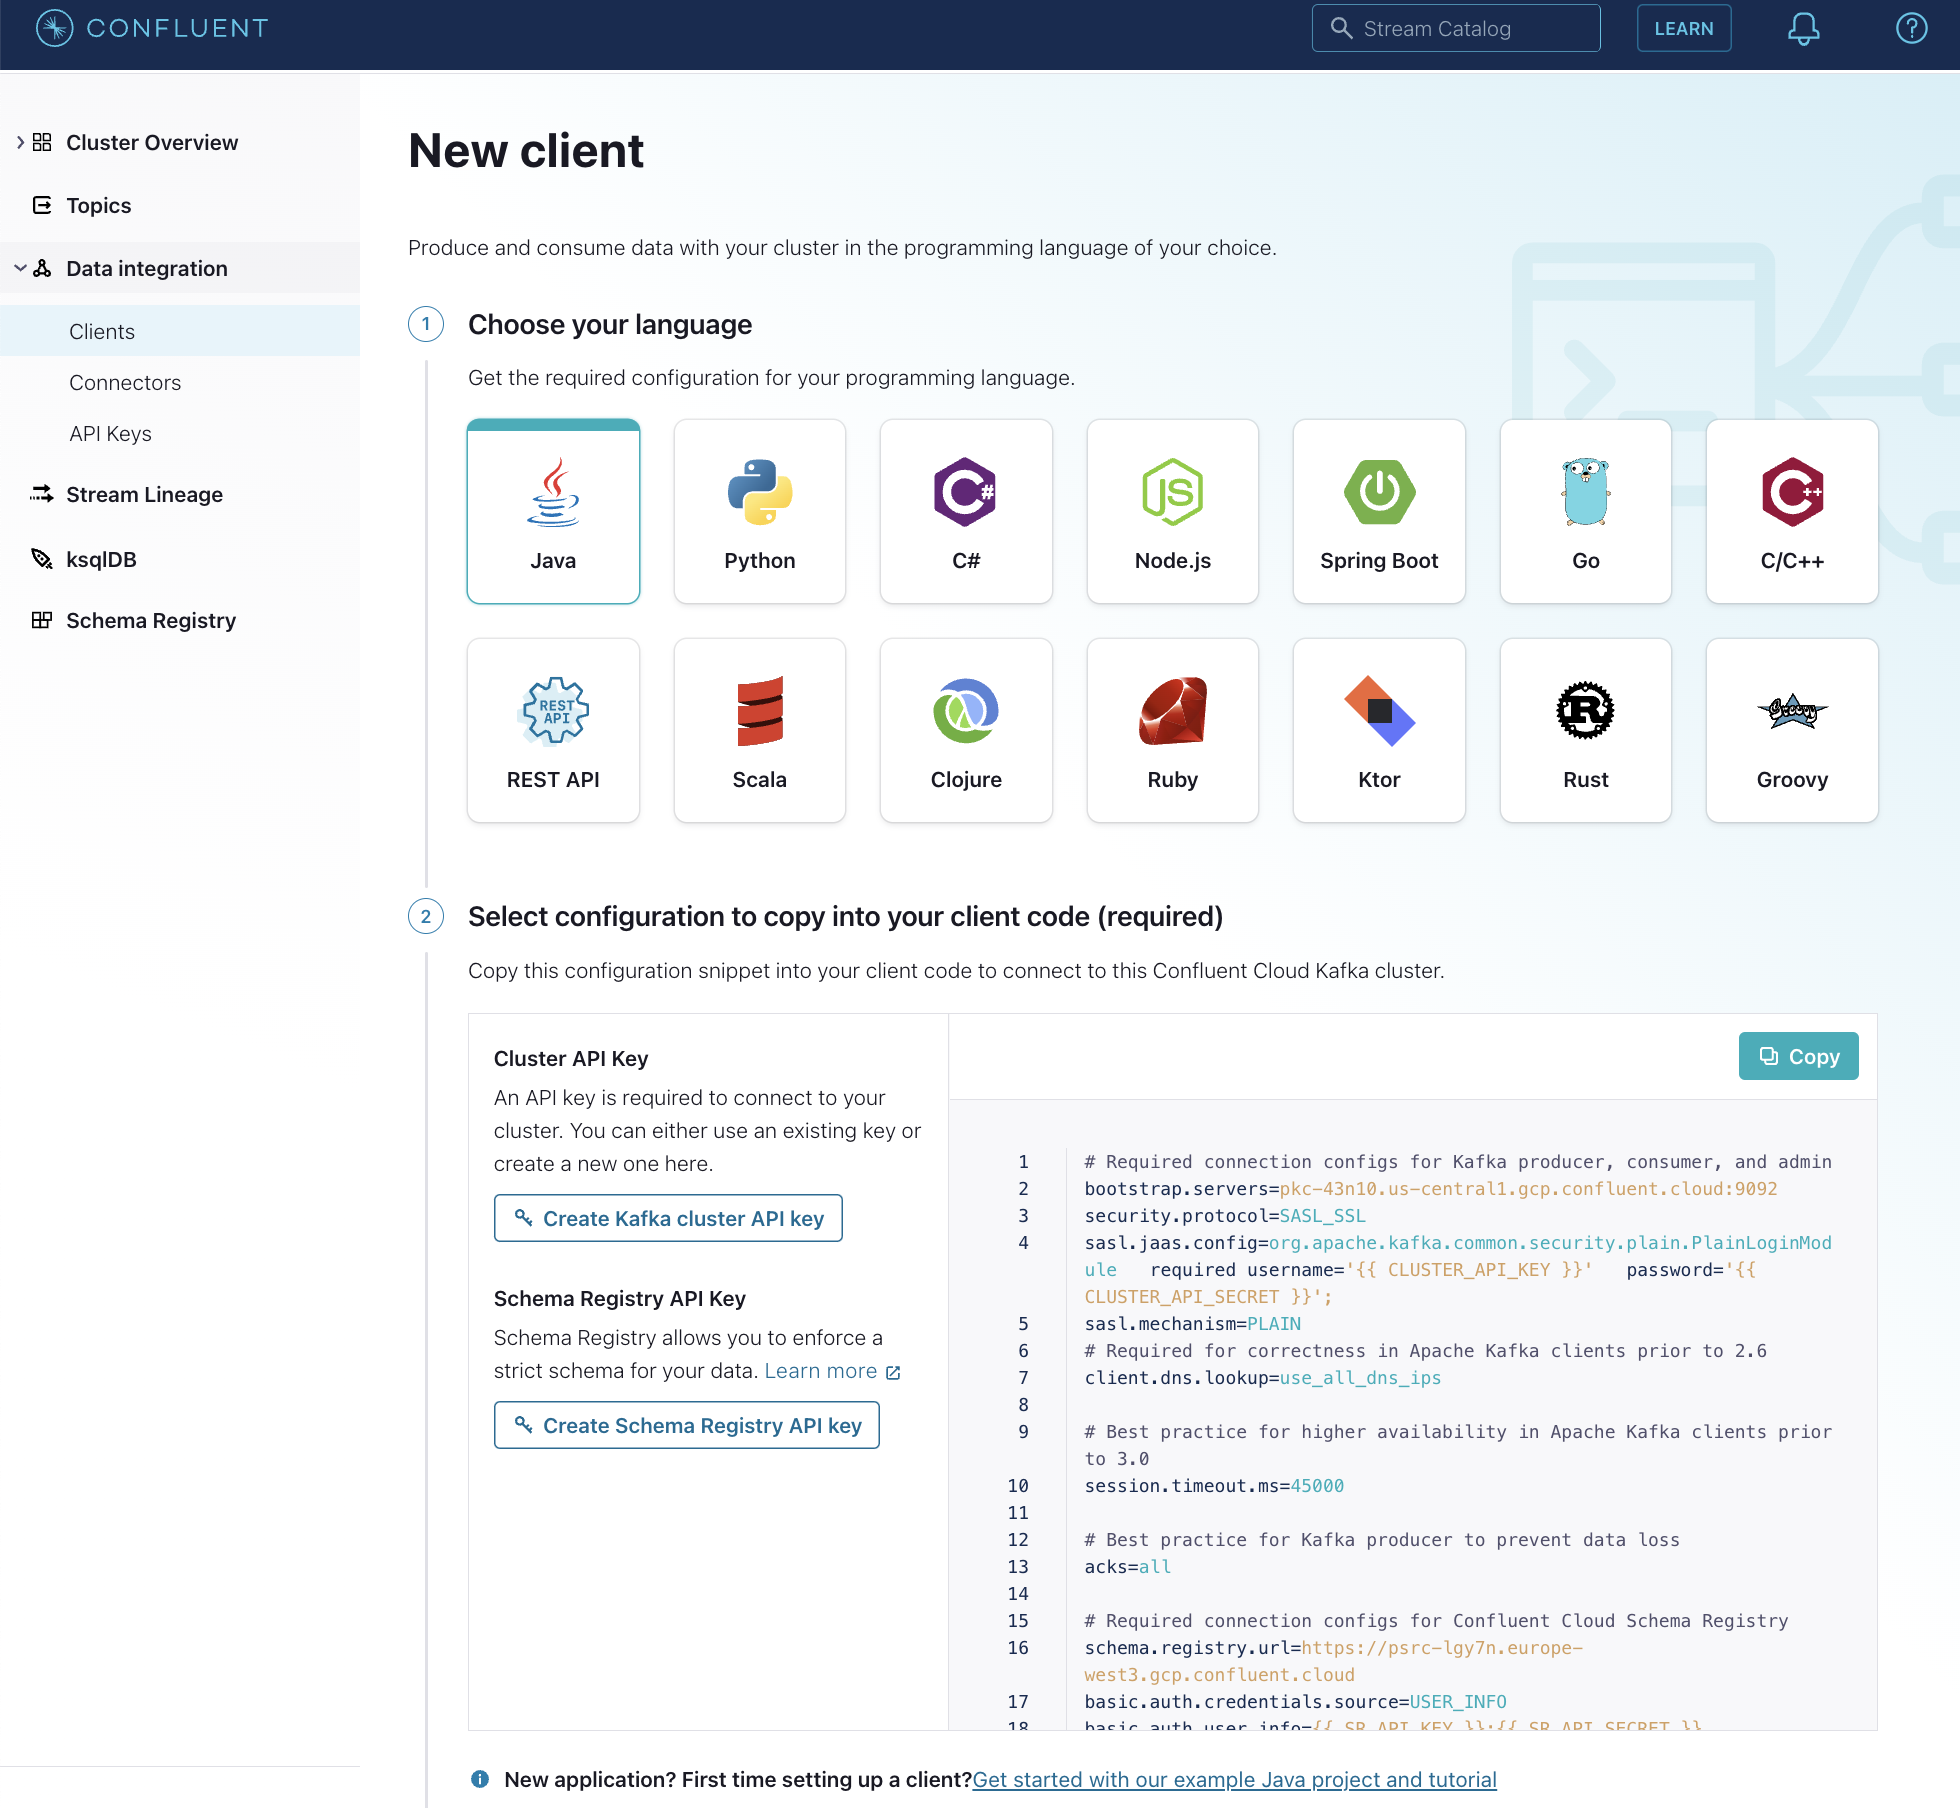 CONFLUENT
Stream Catalog
LEARN
Cluster Overview
Topics
Data integration
Clients
Connectors
API Keys
Stream Lineage
ksqlDB
Schema Registry
New client
Produce and consume data with your cluster in the programming language of your choice.
1
Choose your language
Get the required configuration for your programming language.
Java
Python
C#
Node.js
Spring Boot
Go
C/C++
REST API
REST API
Scala
Clojure
Ruby
Ktor
Rust
Groovy
2
Select configuration to copy into your client code (required)
Copy this configuration snippet into your client code to connect to this Confluent Cloud Kafka cluster.
Cluster API Key
An API key is required to connect to your
cluster. You can either use an existing key or
create a new one here.
Create Kafka cluster API key
Schema Registry API Key
Schema Registry allows you to enforce a
strict schema for your data. Learn more
Create Schema Registry API key
Copy
1 # Required connection configs for Kafka producer, consumer, and admin
2 bootstrap.servers=pkc-43n10.us-central1.gcp.confluent.cloud:9092
3 security.protocol=SASL_SSL
4 sasl.jaas.config=org.apache.kafka.common.security.plain.PlainLoginMod
ule   required username='{{ CLUSTER_API_KEY }}'   password='{{
CLUSTER_API_SECRET }}';
5 sasl.mechanism=PLAIN
6 # Required for correctness in Apache Kafka clients prior to 2.6
7 client.dns.lookup=use_all_dns_ips
8
9 # Best practice for higher availability in Apache Kafka clients prior
to 3.0
10 session.timeout.ms=45000
11
12 # Best practice for Kafka producer to prevent data loss
13 acks=all
14
15 # Required connection configs for Confluent Cloud Schema Registry
16 schema.registry.url=https://psrc-lgy7n.europe-
west3.gcp.confluent.cloud
17 basic.auth.credentials.source=USER_INFO
18 basic.auth.user.info={{ SR_API_KEY }}:{{ SR_API_SECRET }}
New application? First time setting up a client?Get started with our example Java project and tutorial